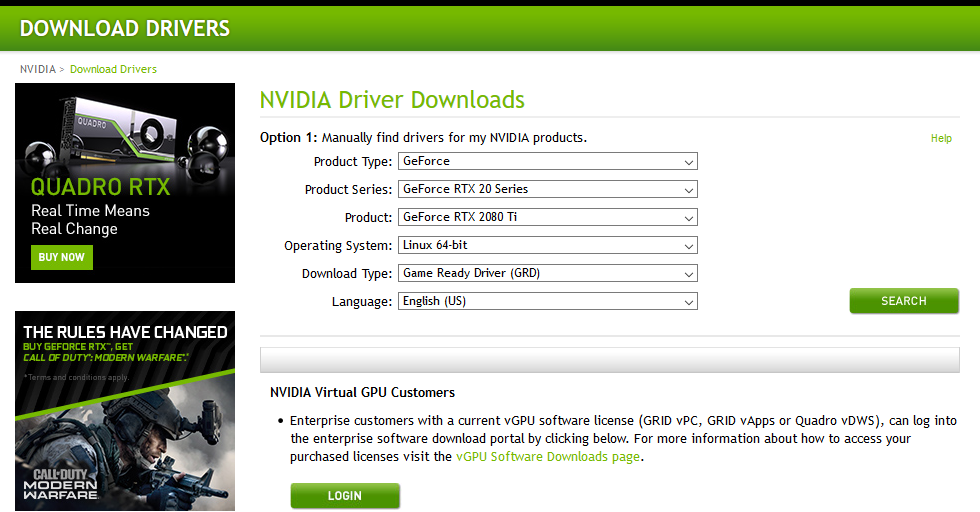 DOWNLOAD DRIVERS
NVIDIA > Download Drivers
QUADRO
QUADRO RTX
Real Time Means
Real Change
BUY NOW
THE RULES HAVE CHANGED
BUY GEFORCE RTX™, GET
CALL OF DUTY®: MODERN WARFARE®.*
*Terms and conditions apply.
CALL OF DUTY
MODERN
WARFARE
NVIDIA Driver Downloads
Option 1: Manually find drivers for my NVIDIA products.
Help
Product Type: GeForce
Product Series: GeForce RTX 20 Series
Product: GeForce RTX 2080 Ti
Operating System: Linux 64-bit
Download Type: Game Ready Driver (GRD)
Language: English (US)
SEARCH
NVIDIA Virtual GPU Customers
• Enterprise customers with a current vGPU software license (GRID vPC, GRID vApps or Quadro vDWS), can log into
the enterprise software download portal by clicking below. For more information about how to access your
purchased licenses visit the vGPU Software Downloads page.
LOGIN